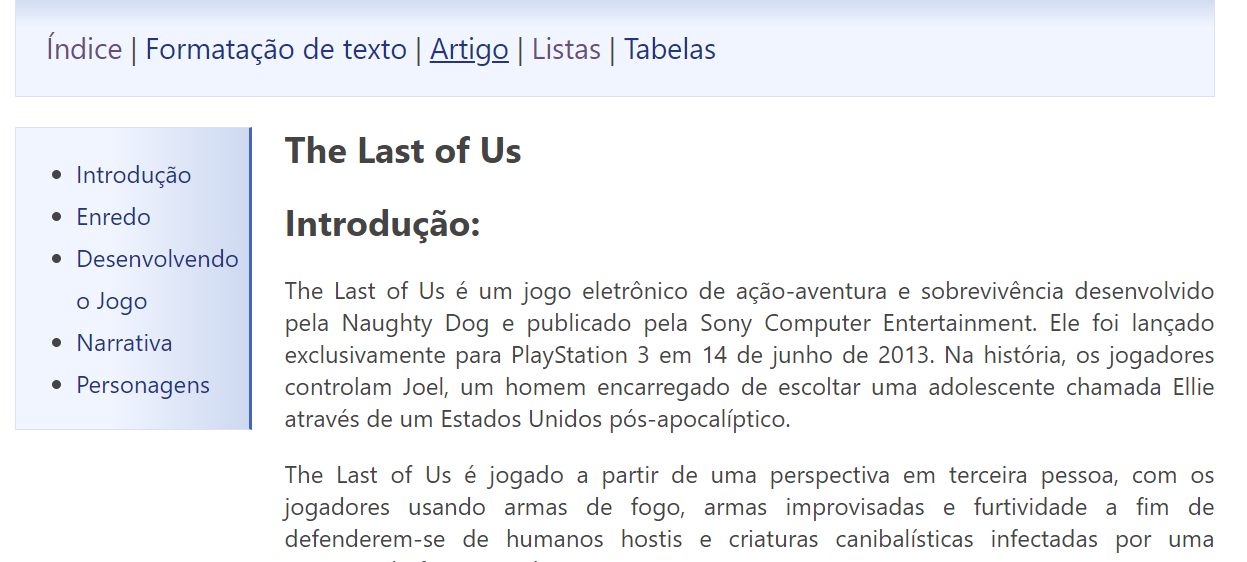 Índice | Formatação de texto | Artigo | Listas | Tabelas
Introdução
Enredo
Desenvolvendo
o Jogo
Narrativa
Personagens
The Last of Us
Introdução:
The Last of Us é um jogo eletrônico de ação-aventura e sobrevivência desenvolvido
pela Naughty Dog e publicado pela Sony Computer Entertainment. Ele foi lançado
exclusivamente para PlayStation 3 em 14 de junho de 2013. Na história, os jogadores
controlam Joel, um homem encarregado de escoltar uma adolescente chamada Ellie
através de um Estados Unidos pós-apocalíptico.
The Last of Us é jogado a partir de uma perspectiva em terceira pessoa, com os
jogadores usando armas de fogo, armas improvisadas e furtividade a fim de
defenderem-se de humanos hostis e criaturas canibalísticas infectadas por uma